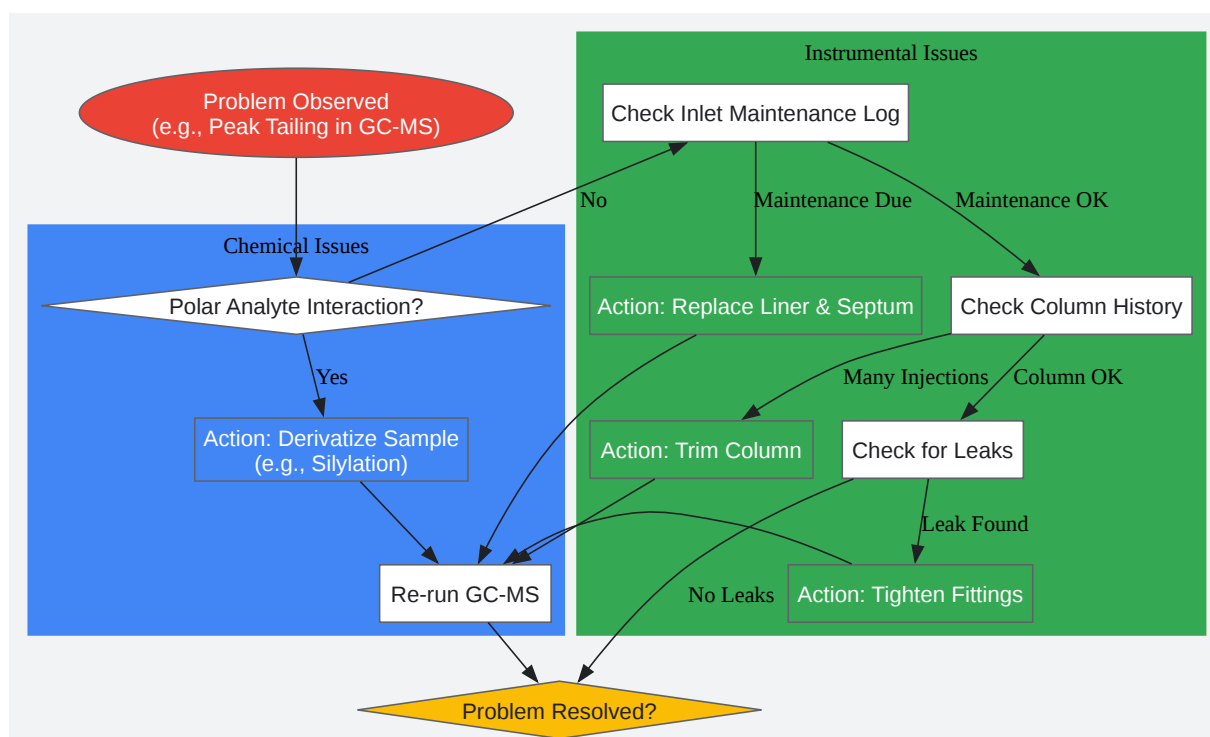 Instrumental Issues
Problem Observed
(e.g., Peak Tailing in GC-MS)
Check Inlet Maintenance Log
No
Maintenance Due
Maintenance OK
Chemical Issues
Polar Analyte Interaction?
Action: Replace Liner & Septum
Check Column History
Yes
Many Injections
Column OK
Action: Derivatize Sample
(e.g., Silylation)
Action: Trim Column
Check for Leaks
Leak Found
Re-run GC-MS
No Leaks
Action: Tighten Fittings
Problem Resolved?